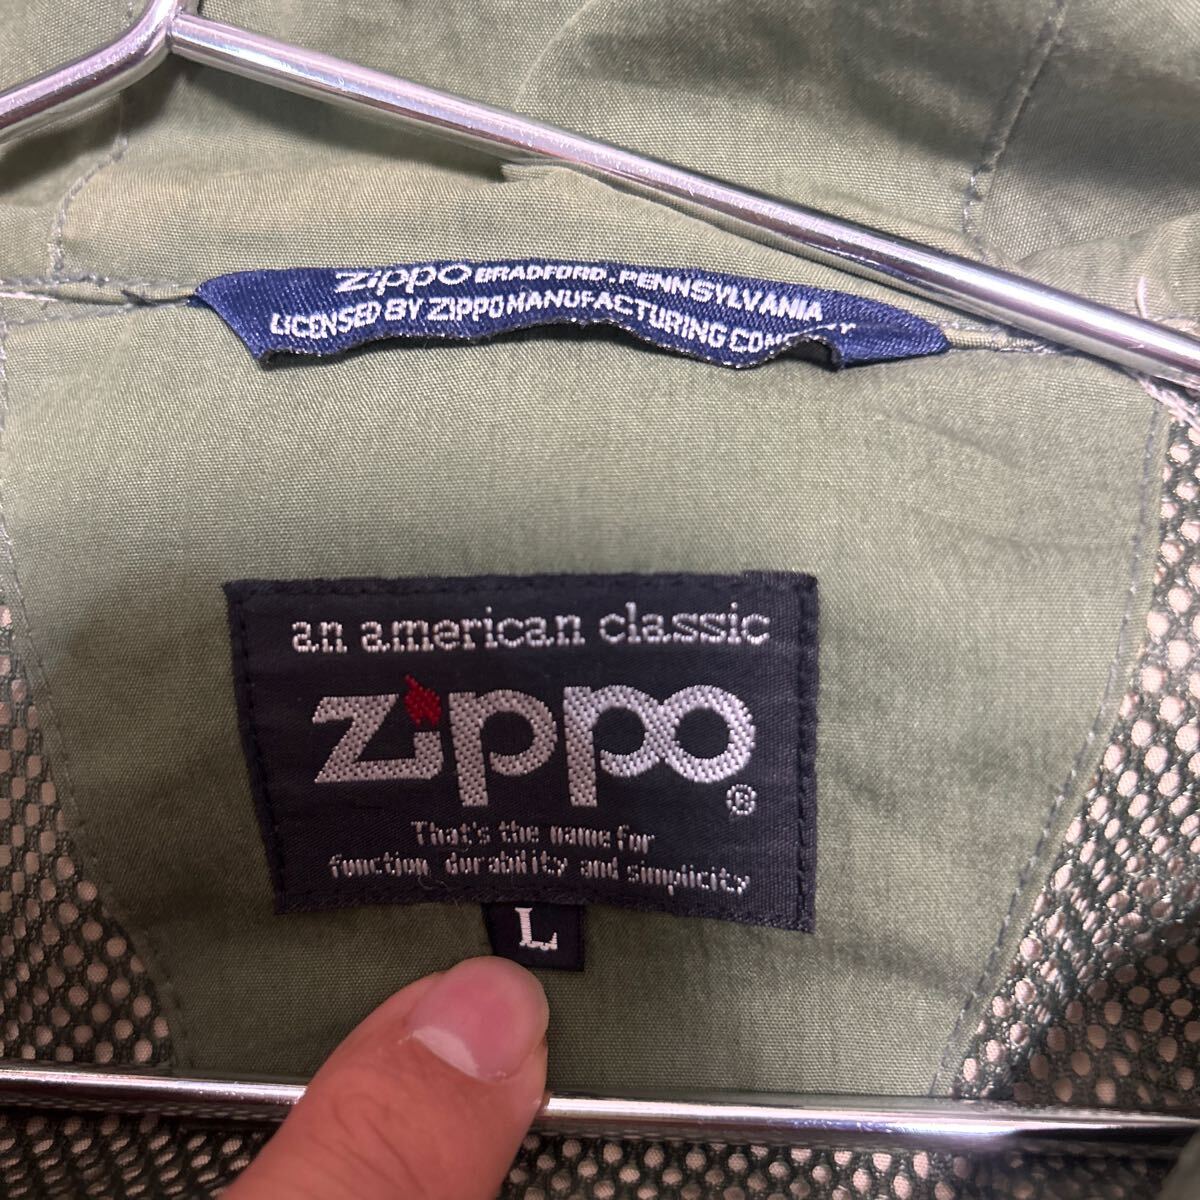 Zippo BRADFORD. PENNSYLVANIA
LICENSED BY ZIPPO MANUFACTURING COMPANY
an american classic
Zippo®
That's the name for
function, durability and simplicity
L